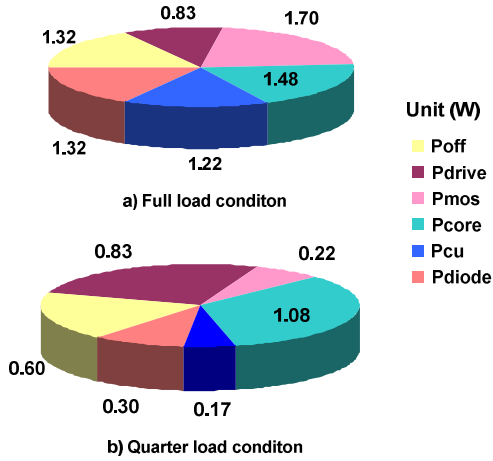 0.83
1.70
1.32
1.48
1.32
1.22
a) Full load conditon
Unit (W)
Poff
Pdrive
Pmos
Pcore
Pcu
Pdiode
0.83
0.22
1.08
0.60
0.30
0.17
b) Quarter load conditon